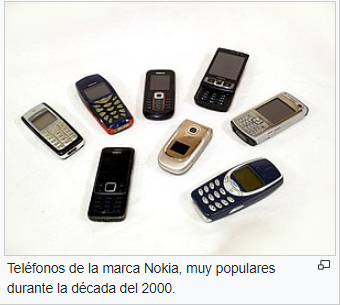 Teléfonos de la marca Nokia, muy populares
durante la década del 2000.